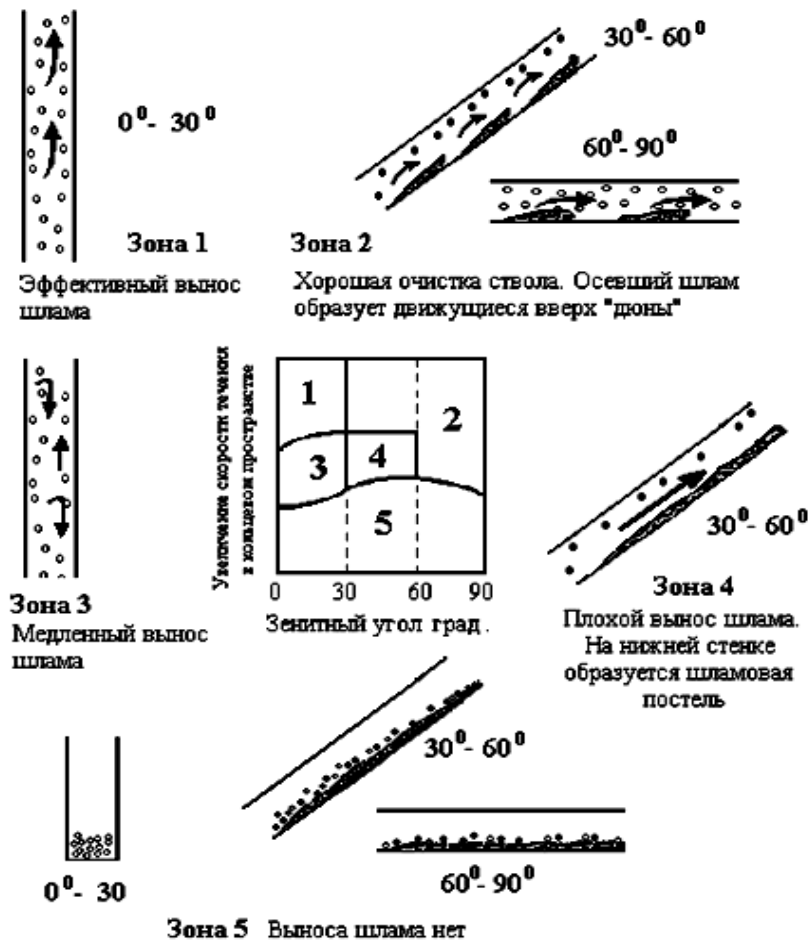 0⁰- 30⁰
30⁰- 60⁰
60⁰- 90⁰
Зона 1
Эффективный вынос
шлама
Зона 2
Хорошая очистка ствола. Осевший шлам
образует движущиеся вверх "дюны"
Зона 3
Медленный вынос
шлама
Увеличение скорости течения
в кольцевом пространстве
1
2
3
4
5
0 30 60 90
Зенитный угол град.
30⁰- 60⁰
Зона 4
Плохой вынос шлама.
На нижней стенке
образуется шламовая
постель
0⁰- 30
30⁰- 60⁰
60⁰- 90⁰
Зона 5 Выноса шлама нет